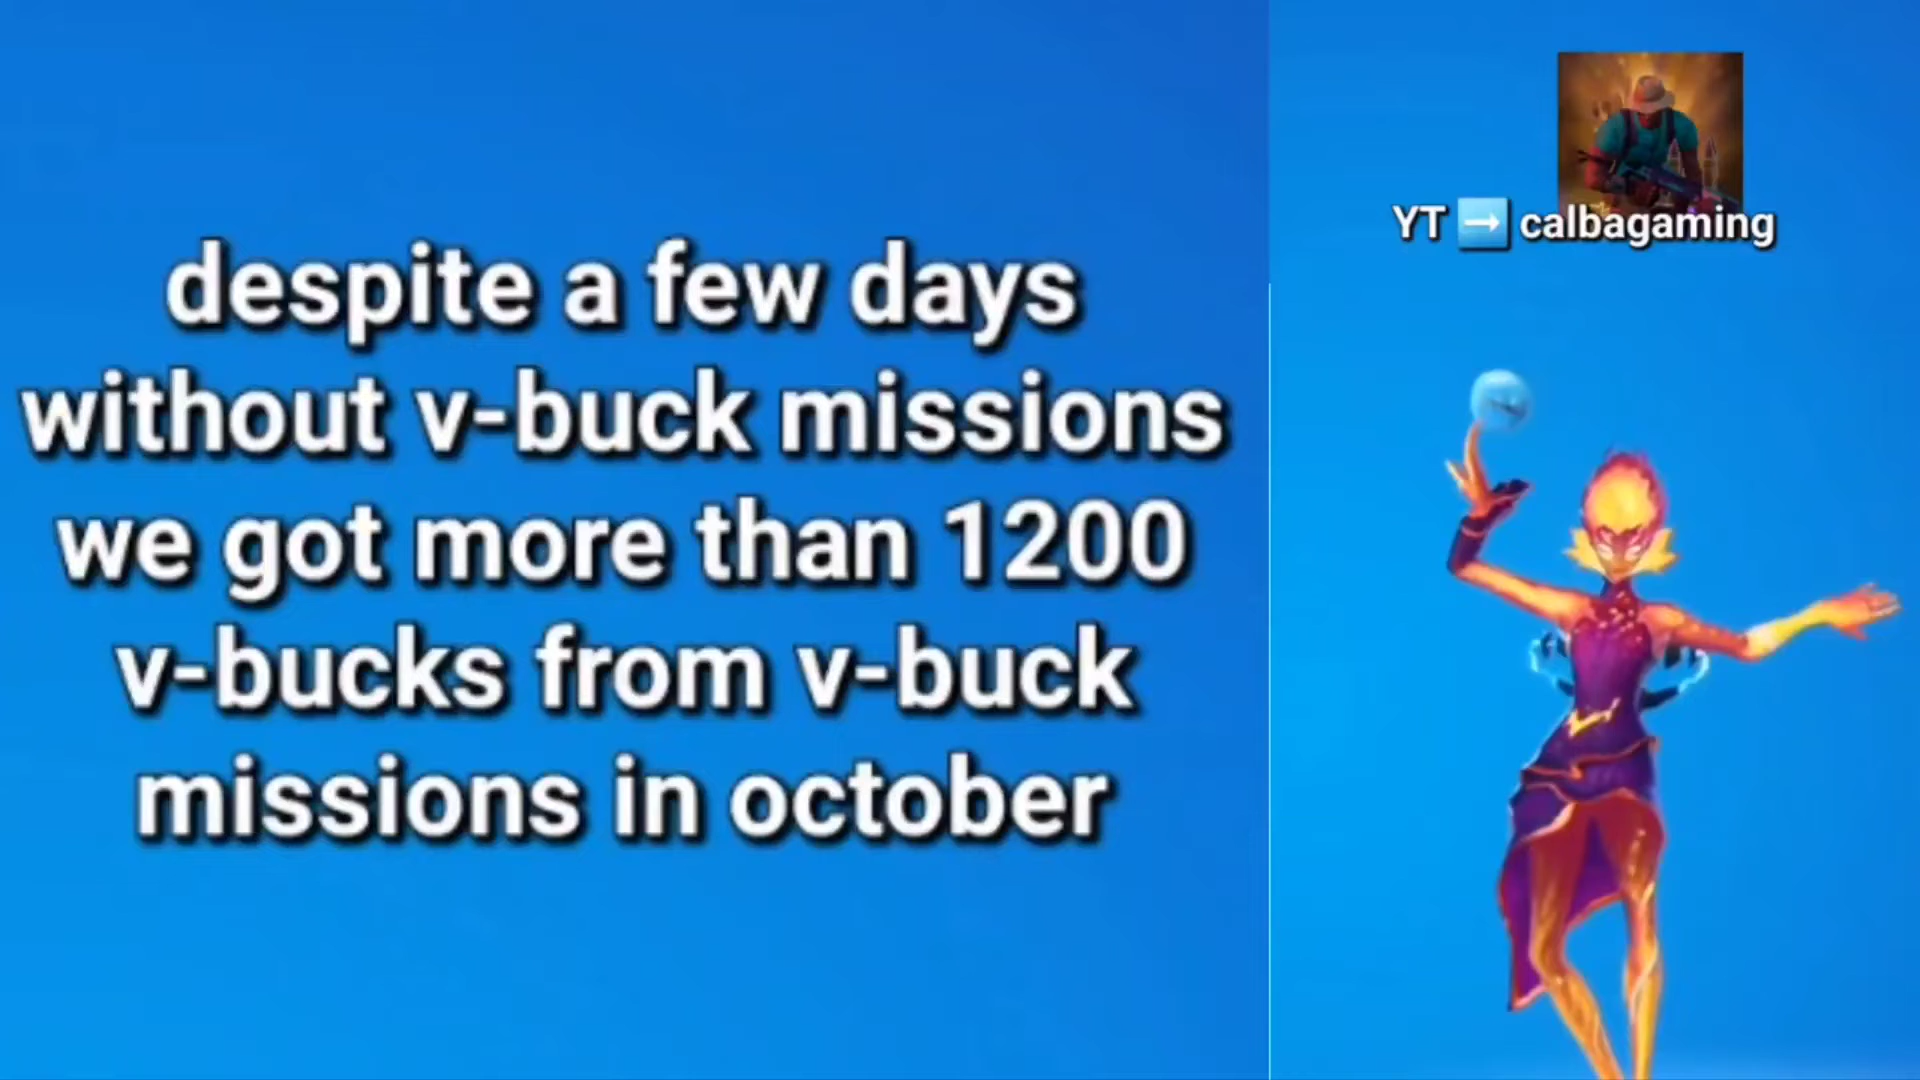 despite a few days
without v-buck missions
we got more than 1200
v-bucks from v-buck
missions in october
YT ➡️ calbagaming